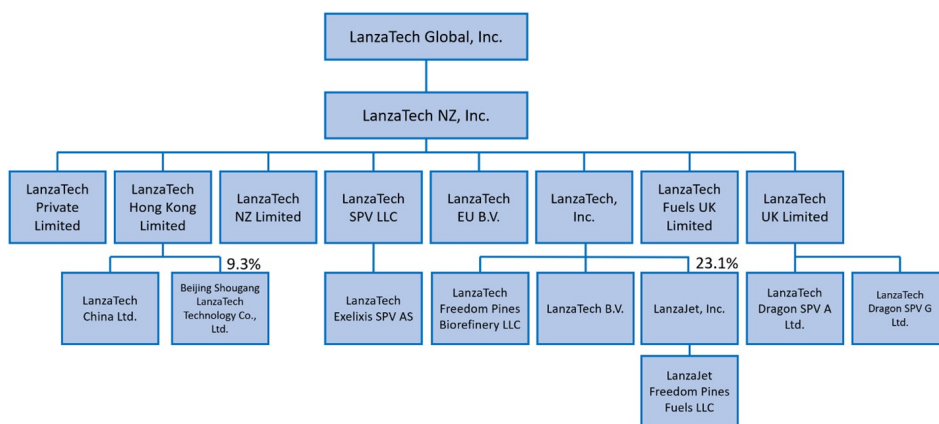 LanzaTech Global, Inc.
LanzaTech NZ, Inc.
LanzaTech
Private
Limited
LanzaTech
Hong Kong
Limited
LanzaTech
NZ Limited
LanzaTech
SPV LLC
LanzaTech
EU B.V.
LanzaTech,
Inc.
LanzaTech
Fuels UK
Limited
LanzaTech
UK Limited
9.3%
23.1%
LanzaTech
China Ltd.
Beijing Shougang
LanzaTech
Technology Co.,
Ltd.
LanzaTech
Exelixis SPV AS
LanzaTech
Freedom Pines
Biorefinery LLC
LanzaTech B.V.
LanzaJet, Inc.
LanzaTech
Dragon SPV A
Ltd.
LanzaTech
Dragon SPV G
Ltd.
LanzaJet
Freedom Pines
Fuels LLC